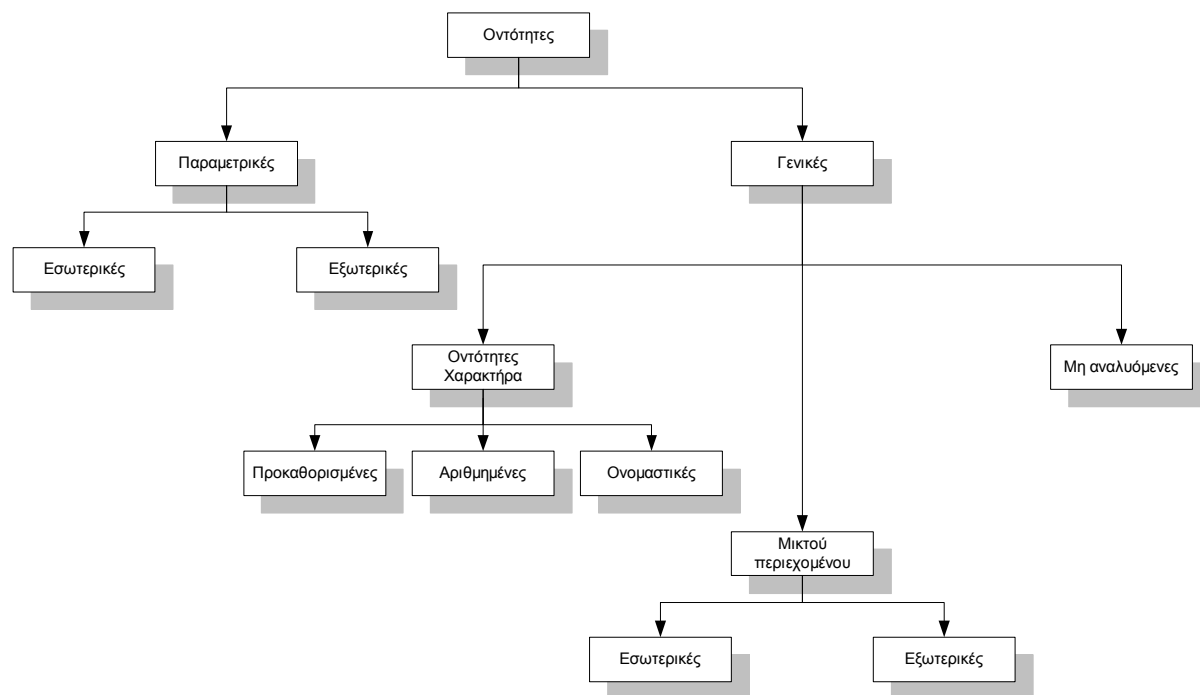 Οντότητες
Παραμετρικές
Γενικές
Εσωτερικές
Εξωτερικές
Οντότητες
Χαρακτήρα
Μη αναλυόμενες
Προκαθορισμένες
Αριθμημένες
Ονομαστικές
Μικτού
περιεχομένου
Εσωτερικές
Εξωτερικές